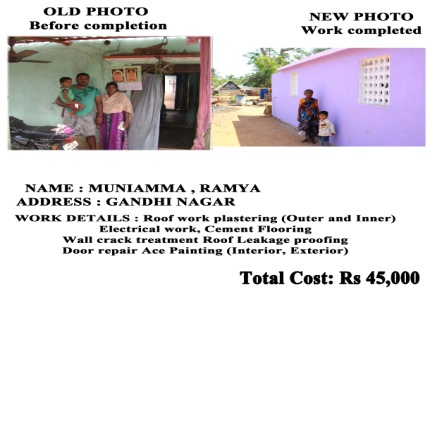 OLD PHOTO
Before completion
NEW PHOTO
Work completed
NAME : MUNIAMMA , RAMYA
ADDRESS : GANDHI NAGAR
WORK DETAILS : Roof work plastering (Outer and Inner)
Electrical work, Cement Flooring
Wall crack treatment Roof Leakage proofing
Door repair Ace Painting (Interior, Exterior)
Total Cost: Rs 45,000